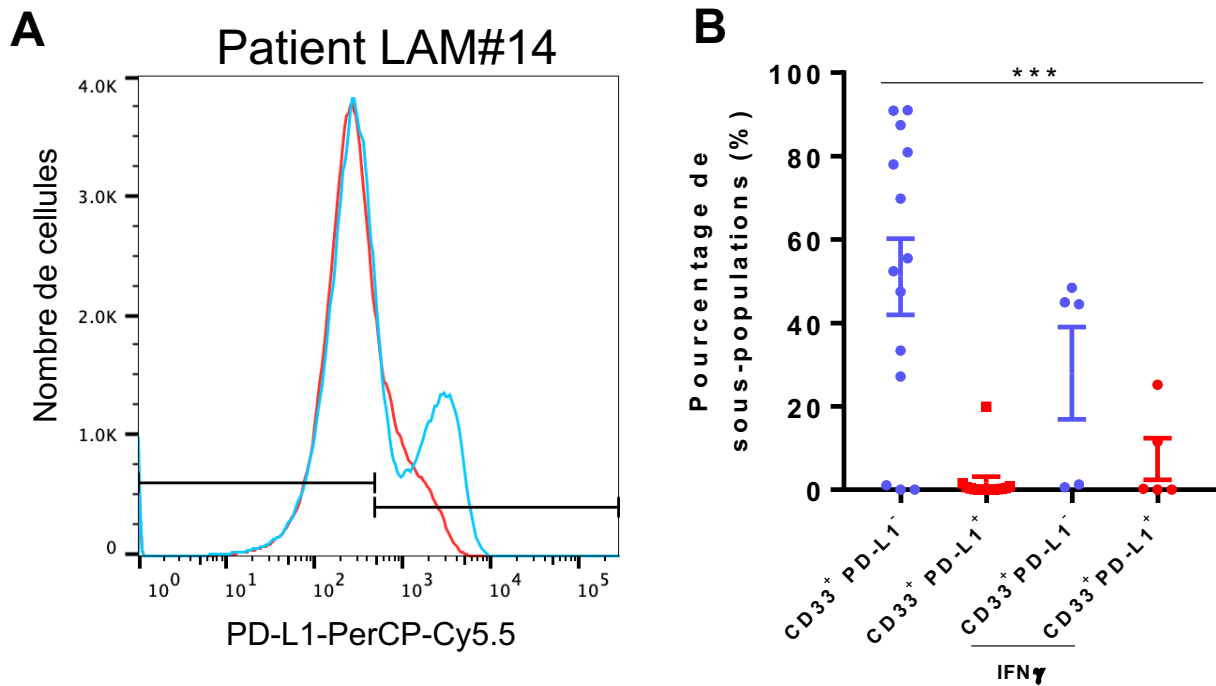 A
Patient LAM#14
Nombre de cellules
4.0K
3.0K
2.0K
1.0K
0
10^0 10^1 10^2 10^3 10^4 10^5
PD-L1-PerCP-Cy5.5
B
***
Pourcentage de
sous-populations (%)
100
80
60
40
20
0
CD33⁺ PD-L1⁻
CD33⁺ PD-L1⁺
CD33⁺ PD-L1⁻
CD33⁺ PD-L1⁺
IFNγ